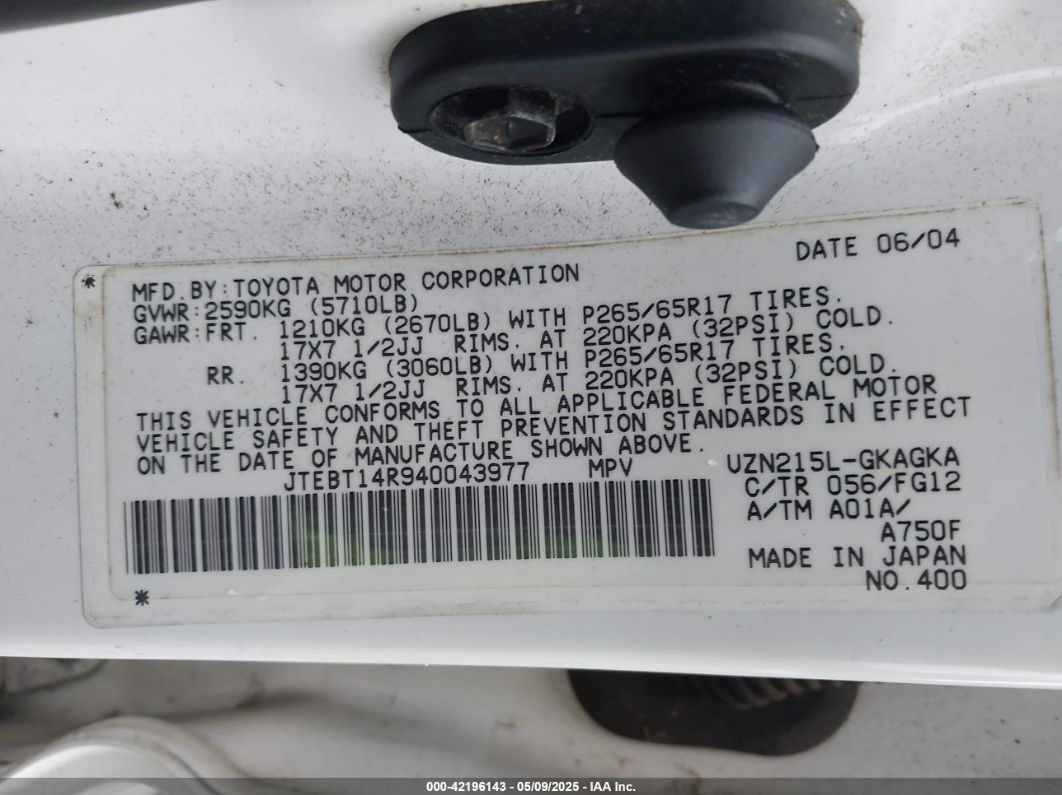 DATE 06/04
* MFD.BY:TOYOTA MOTOR CORPORATION
GVWR:2590KG (5710LB)
GAWR:FRT. 1210KG (2670LB) WITH P265/65R17 TIRES.
17X7 1/2JJ RIMS. AT 220KPA (32PSI) COLD.
RR. 1390KG (3060LB) WITH P265/65R17 TIRES.
17X7 1/2JJ RIMS. AT 220KPA (32PSI) COLD.
THIS VEHICLE CONFORMS TO ALL APPLICABLE FEDERAL MOTOR
VEHICLE SAFETY AND THEFT PREVENTION STANDARDS IN EFFECT
ON THE DATE OF MANUFACTURE SHOWN ABOVE.
JTEBT14R940043977 MPV
UZN215L-GKAGKA
C/TR 056/FG12
A/TM A01A/
A750F
MADE IN JAPAN
NO.400
*
000-42196143 - 05/09/2025 - IAA Inc.